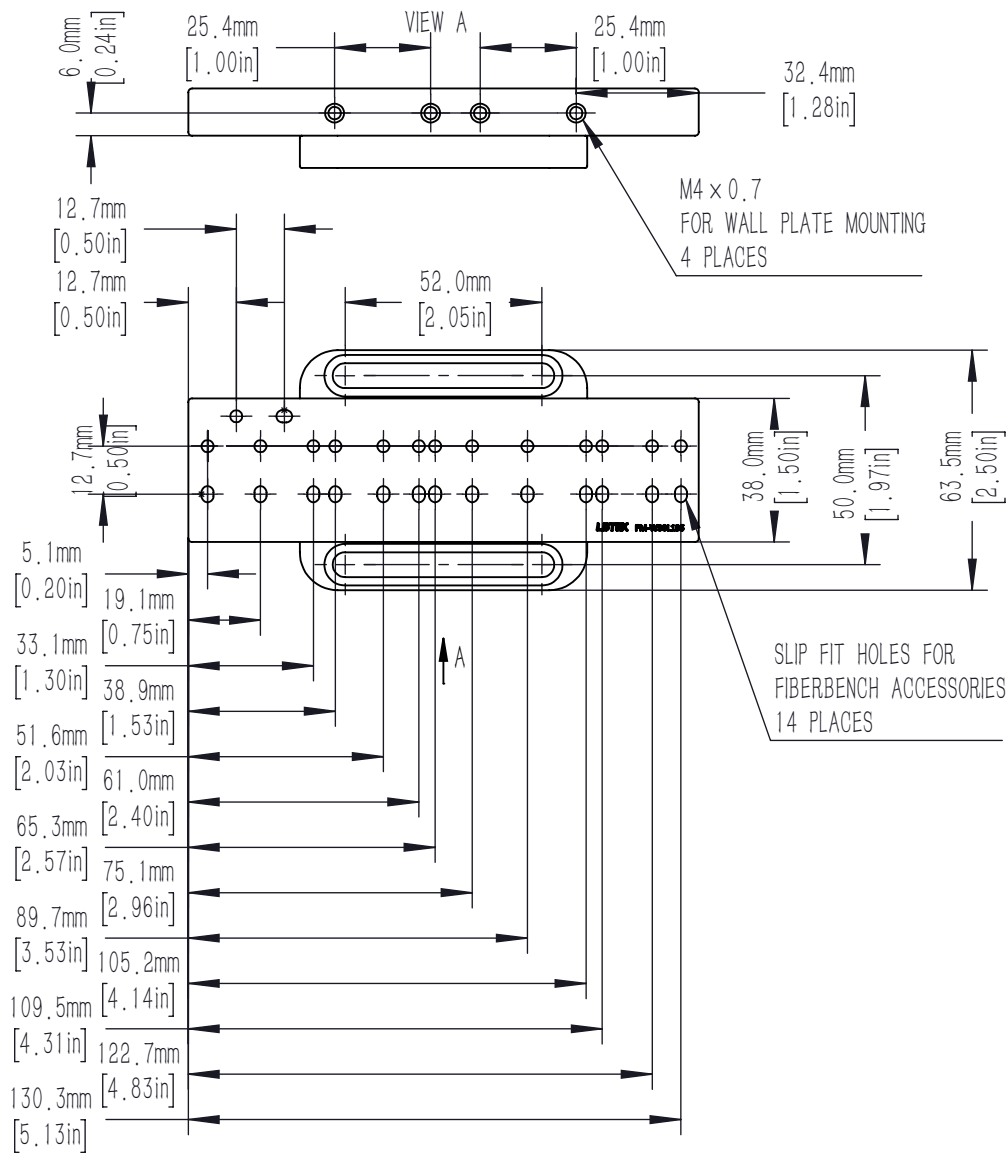 VIEW A
25.4mm
[1.00in]
25.4mm
[1.00in]
6.0mm
[0.24in]
32.4mm
[1.28in]
M4×0.7
FOR WALL PLATE MOUNTING
4 PLACES
12.7mm
[0.50in]
12.7mm
[0.50in]
52.0mm
[2.05in]
12.7mm
[0.50in]
38.0mm
[1.50in]
50.0mm
[1.97in]
63.5mm
[2.50in]
5.1mm
[0.20in]
19.1mm
[0.75in]
33.1mm
[1.30in]
A
SLIP FIT HOLES FOR
FIBERBENCH ACCESSORIES
14 PLACES
38.9mm
[1.53in]
51.6mm
[2.03in]
61.0mm
[2.40in]
65.3mm
[2.57in]
75.1mm
[2.96in]
89.7mm
[3.53in]
105.2mm
[4.14in]
109.5mm
[4.31in]
122.7mm
[4.83in]
130.3mm
[5.13in]